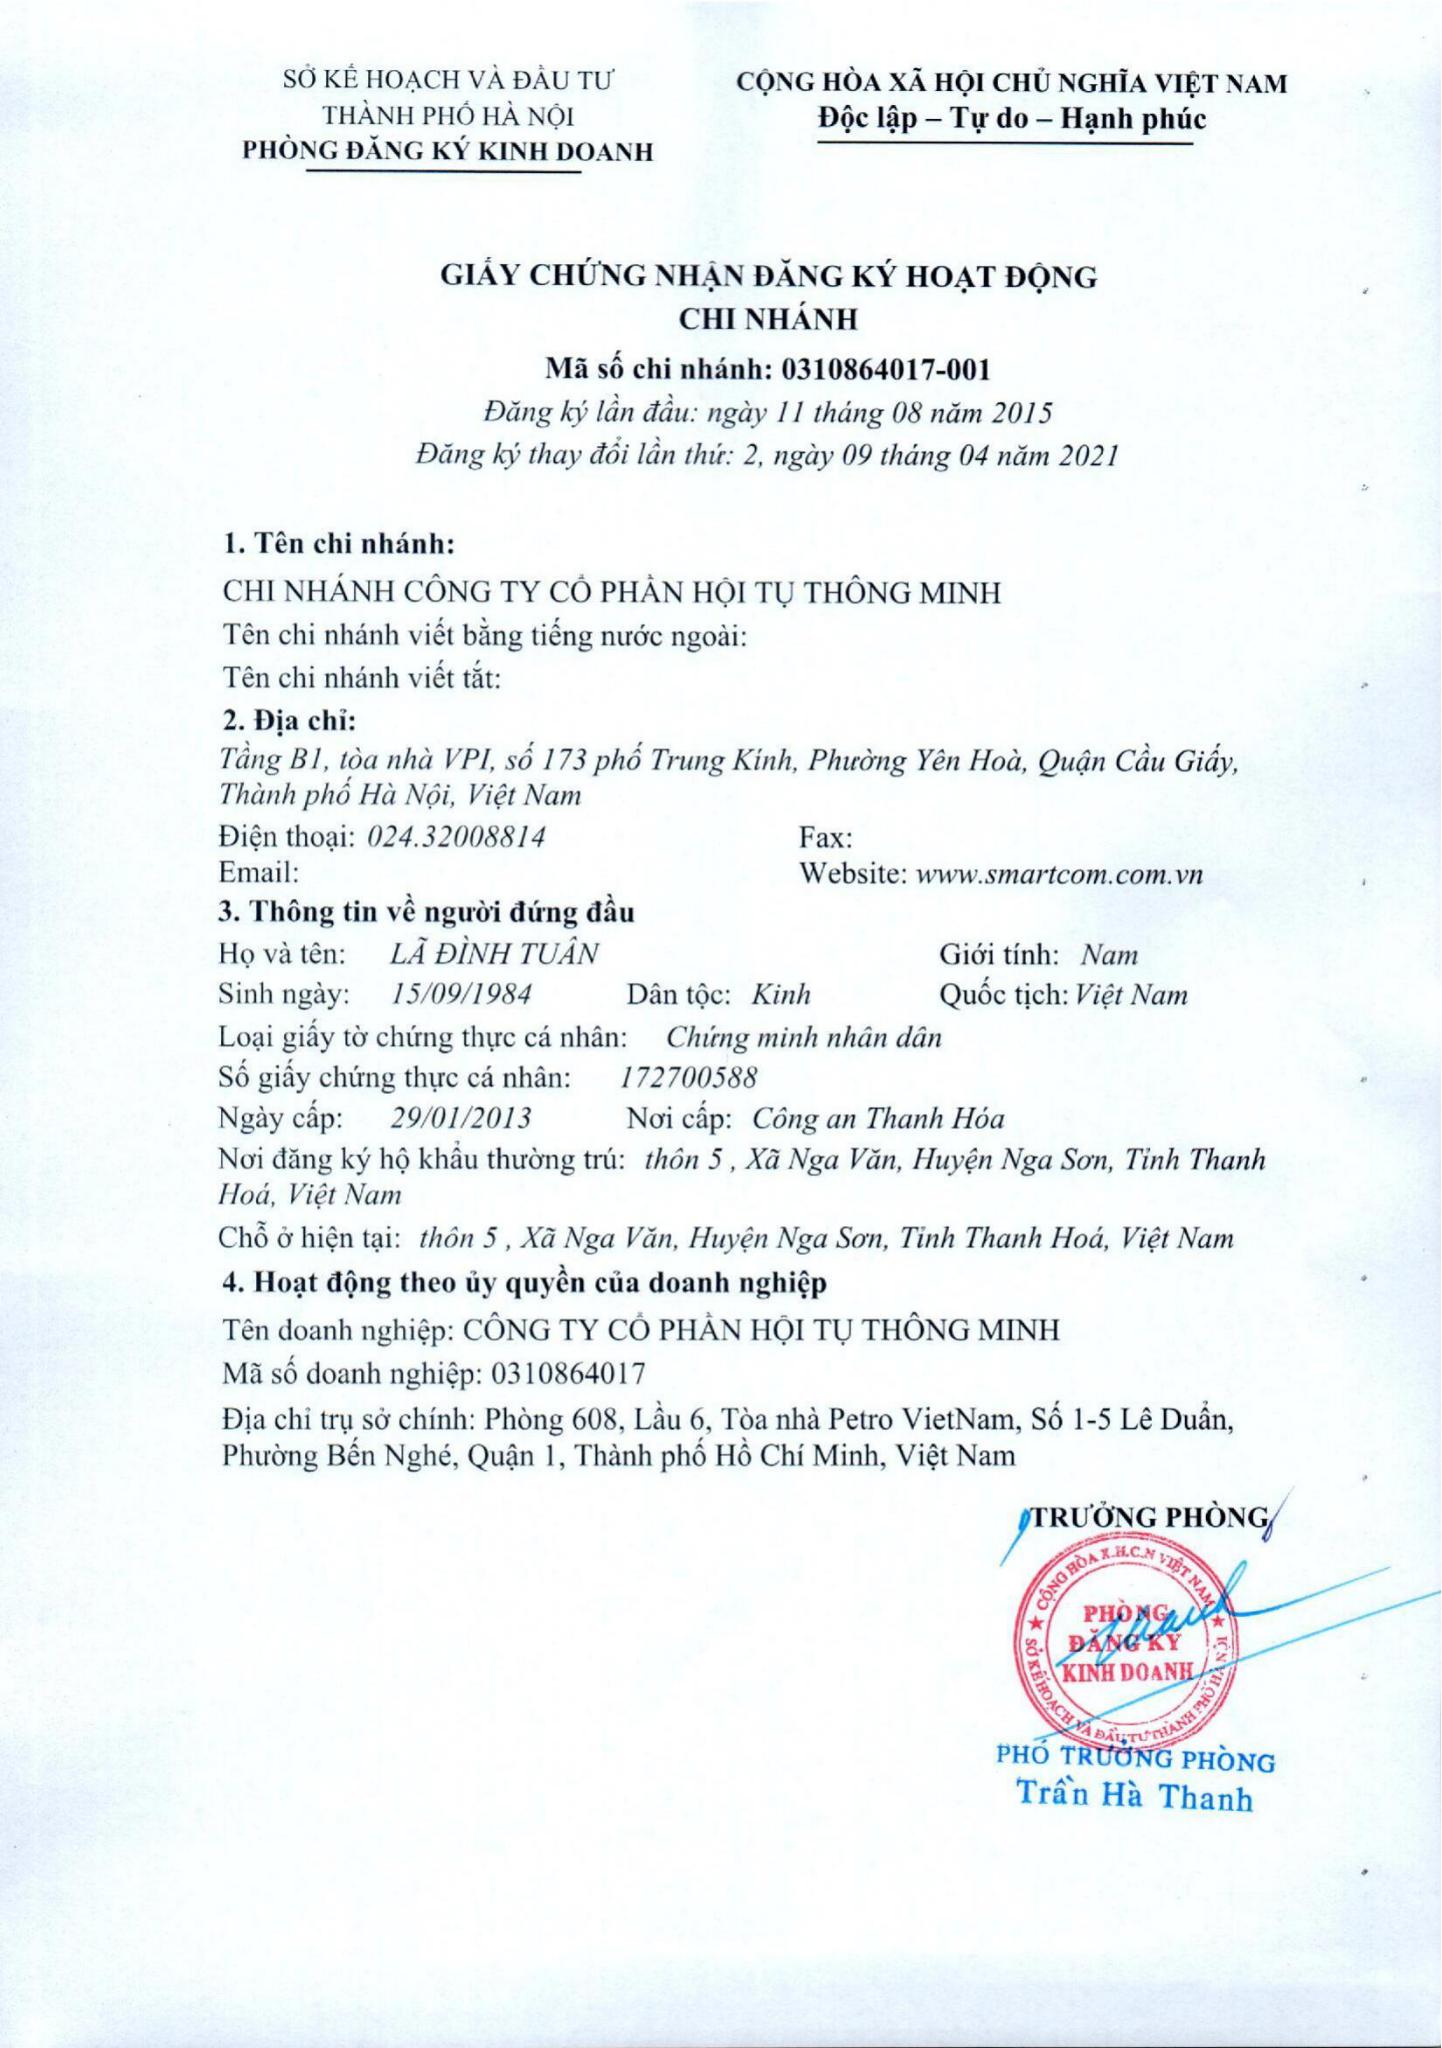 SỞ KẾ HOẠCH VÀ ĐẦU TƯ
THÀNH PHỐ HÀ NỘI
PHÒNG ĐĂNG KÝ KINH DOANH
CỘNG HÒA XÃ HỘI CHỦ NGHĨA VIỆT NAM
Độc lập – Tự do – Hạnh phúc
GIẤY CHỨNG NHẬN ĐĂNG KÝ HOẠT ĐỘNG
CHI NHÁNH
Mã số chi nhánh: 0310864017-001
Đăng ký lần đầu: ngày 11 tháng 08 năm 2015
Đăng ký thay đổi lần thứ: 2, ngày 09 tháng 04 năm 2021
1. Tên chi nhánh:
CHI NHÁNH CÔNG TY CỔ PHẦN HỘI TỤ THÔNG MINH
Tên chi nhánh viết bằng tiếng nước ngoài:
Tên chi nhánh viết tắt:
2. Địa chỉ:
Tầng B1, tòa nhà VPI, số 173 phố Trung Kính, Phường Yên Hoà, Quận Cầu Giấy,
Thành phố Hà Nội, Việt Nam
Điện thoại: 024.32008814 Fax:
Email: Website: www.smartcom.com.vn
3. Thông tin về người đứng đầu
Họ và tên: LÃ ĐÌNH TUÂN Giới tính: Nam
Sinh ngày: 15/09/1984 Dân tộc: Kinh Quốc tịch: Việt Nam
Loại giấy tờ chứng thực cá nhân: Chứng minh nhân dân
Số giấy chứng thực cá nhân: 172700588
Ngày cấp: 29/01/2013 Nơi cấp: Công an Thanh Hóa
Nơi đăng ký hộ khẩu thường trú: thôn 5 , Xã Nga Văn, Huyện Nga Sơn, Tỉnh Thanh
Hoá, Việt Nam
Chỗ ở hiện tại: thôn 5 , Xã Nga Văn, Huyện Nga Sơn, Tỉnh Thanh Hoá, Việt Nam
4. Hoạt động theo ủy quyền của doanh nghiệp
Tên doanh nghiệp: CÔNG TY CỔ PHẦN HỘI TỤ THÔNG MINH
Mã số doanh nghiệp: 0310864017
Địa chỉ trụ sở chính: Phòng 608, Lầu 6, Tòa nhà Petro VietNam, Số 1-5 Lê Duẩn,
Phường Bến Nghé, Quận 1, Thành phố Hồ Chí Minh, Việt Nam
TRƯỞNG PHÒNG
CỘNG HÒA X.H.C.N VIỆT NAM
PHÒNG
ĐĂNG KÝ
KINH DOANH
SỞ KẾ HOẠCH VÀ ĐẦU TƯ THÀNH PHỐ HÀ NỘI
PHÓ TRƯỞNG PHÒNG
Trần Hà Thanh